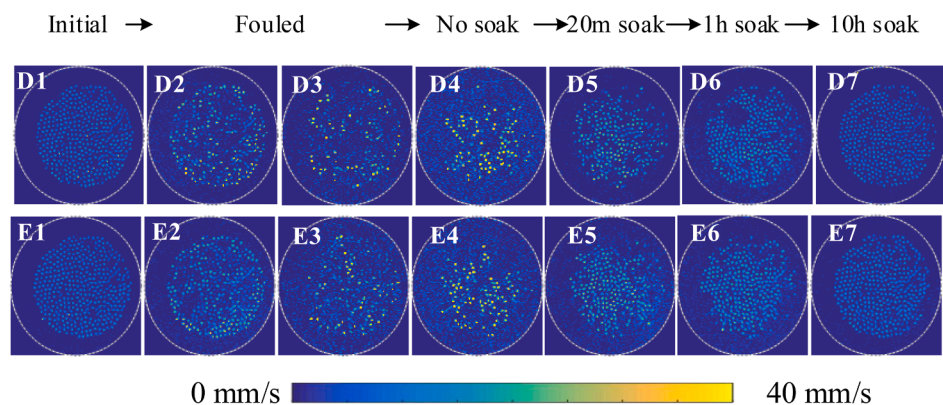 Initial → Fouled → No soak → 20m soak → 1h soak → 10h soak
D1 D2 D3 D4 D5 D6 D7
E1 E2 E3 E4 E5 E6 E7
0 mm/s 40 mm/s